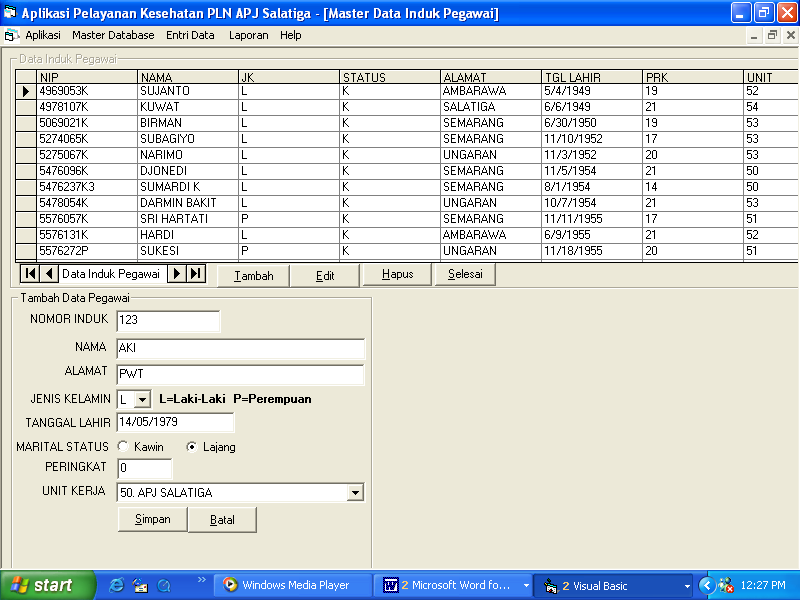 Aplikasi Pelayanan Kesehatan PLN APJ Salatiga - [Master Data Induk Pegawai]
Aplikasi Master Database Entri Data Laporan Help
Data Induk Pegawai
NIP NAMA JK STATUS ALAMAT TGL LAHIR PRK UNIT
4969053K SUJANTO L K AMBARAWA 5/4/1949 19 52
4978107K KUWAT L K SALATIGA 6/6/1949 21 54
5069021K BIRMAN L K SEMARANG 6/30/1950 19 53
5274065K SUBAGIYO L K SEMARANG 11/10/1952 17 53
5275067K NARIMO L K UNGARAN 11/3/1952 20 53
5476096K DJONEDI L K SEMARANG 11/5/1954 21 50
5476237K3 SUMARDI K L K SEMARANG 8/1/1954 14 50
5478054K DARMIN BAKIT L K UNGARAN 10/7/1954 21 53
5576057K SRI HARTATI P K SEMARANG 11/11/1955 17 51
5576131K HARDI L K AMBARAWA 6/9/1955 21 52
5576272P SUKESI P K UNGARAN 11/18/1955 20 51
Data Induk Pegawai Tambah Edit Hapus Selesai
Tambah Data Pegawai
NOMOR INDUK 123
NAMA AKI
ALAMAT PWT
JENIS KELAMIN L L=Laki-Laki P=Perempuan
TANGGAL LAHIR 14/05/1979
MARITAL STATUS Kawin Lajang
PERINGKAT 0
UNIT KERJA 50. APJ SALATIGA
Simpan Batal
start Windows Media Player 2 Microsoft Word fo... 2 Visual Basic 12:27 PM